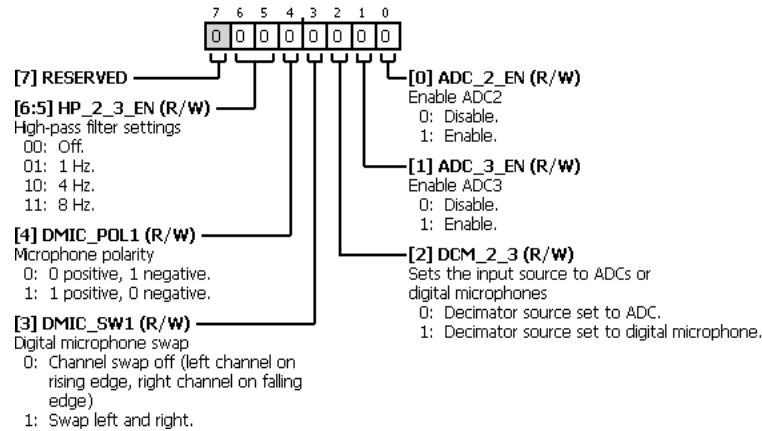 7 6 5 4 3 2 1 0
0 0 0 0 0 0 0 0
[7] RESERVED
[6:5] HP_2_3_EN (R/W)
High-pass filter settings
00: Off.
01: 1 Hz.
10: 4 Hz.
11: 8 Hz.
[4] DMIC_POL1 (R/W)
Microphone polarity
0: 0 positive, 1 negative.
1: 1 positive, 0 negative.
[3] DMIC_SW1 (R/W)
Digital microphone swap
0: Channel swap off (left channel on
rising edge, right channel on falling
edge)
1: Swap left and right.
[0] ADC_2_EN (R/W)
Enable ADC2
0: Disable.
1: Enable.
[1] ADC_3_EN (R/W)
Enable ADC3
0: Disable.
1: Enable.
[2] DCM_2_3 (R/W)
Sets the input source to ADCs or
digital microphones
0: Decimator source set to ADC.
1: Decimator source set to digital microphone.